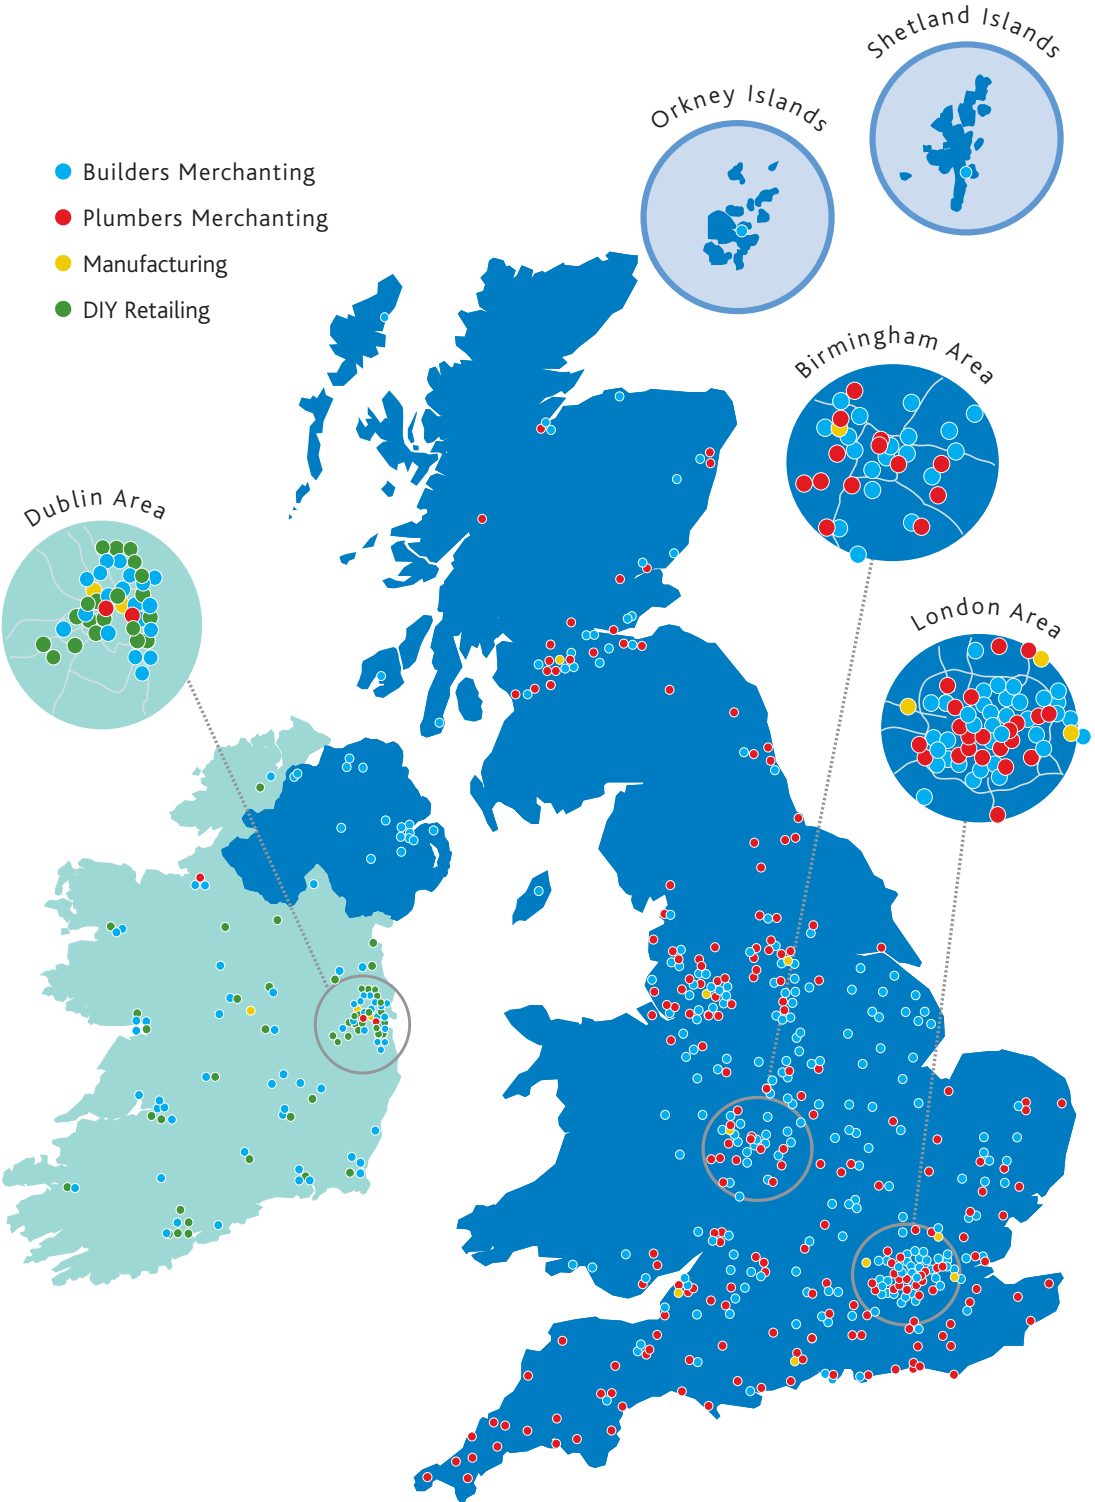 Shetland Islands
Orkney Islands
Builders Merchanting
Plumbers Merchanting
Manufacturing
DIY Retailing
Birmingham Area
Dublin Area
London Area